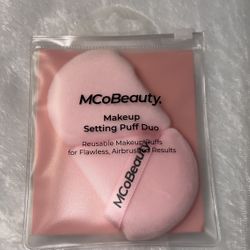 MCoBeauty.
Makeup
Setting Puff Duo
Reusable Makeup Puffs
for Flawless, Airbrushed Results
MCoBeauty.